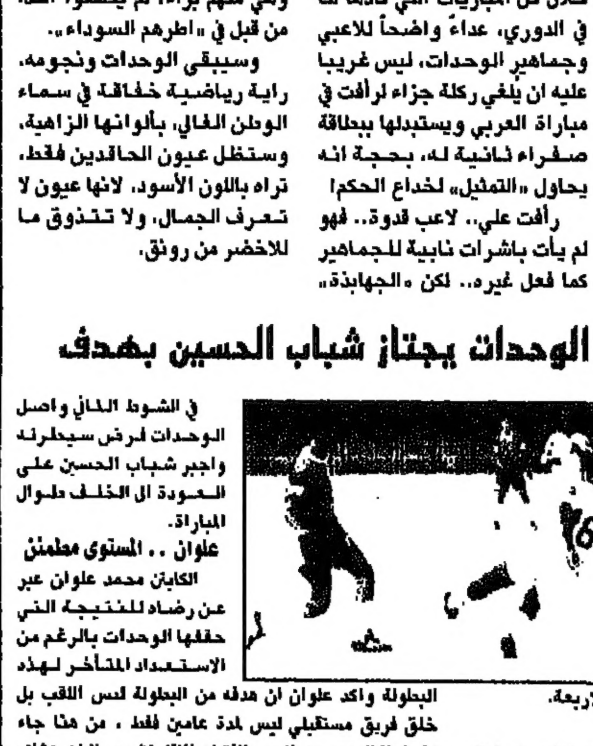 في الدوري، عداءً واضحاً للاعبي
وجماهير الوحدات، ليس غريبا
عليه ان يلغي ركلة جزاء لرأفت في
مباراة العربي ويستبدلها ببطاقة
صفراء ثانية له، بحجة انه
يحاول «التمثيل» لخداع الحكم!
رأفت علي.. لاعب قدوة.. فهو
لم يأت باشرات نابية للجماهير
كما فعل غيره.. لكن «الجهابذة»
من قبل في «اطرهم السوداء».
وسيبقى الوحدات ونجومه،
راية رياضية خفاقة في سماء
الوطن الغالي، بألوانها الزاهية،
وستظل عيون الحاقدين فقط،
تراه باللون الأسود، لانها عيون لا
تعرف الجمال، ولا تتذوق ما
للاخضر من رونق.
الوحدات يجتاز شباب الحسين بهدف
اربعة.
في الشوط الثاني واصل
الوحدات فرض سيطرته
واجبر شباب الحسين على
العودة الى الخلف طوال
المباراة.
علوان .. المستوى مطمئن
الكابتن محمد علوان عبر
عن رضاه للنتيجة التي
حققها الوحدات بالرغم من
الاستعداد المتأخر لهذه
البطولة واكد علوان ان هدفه من البطولة ليس اللقب بل
خلق فريق مستقبلي ليس لمدة عامين فقط ، من هنا جاء